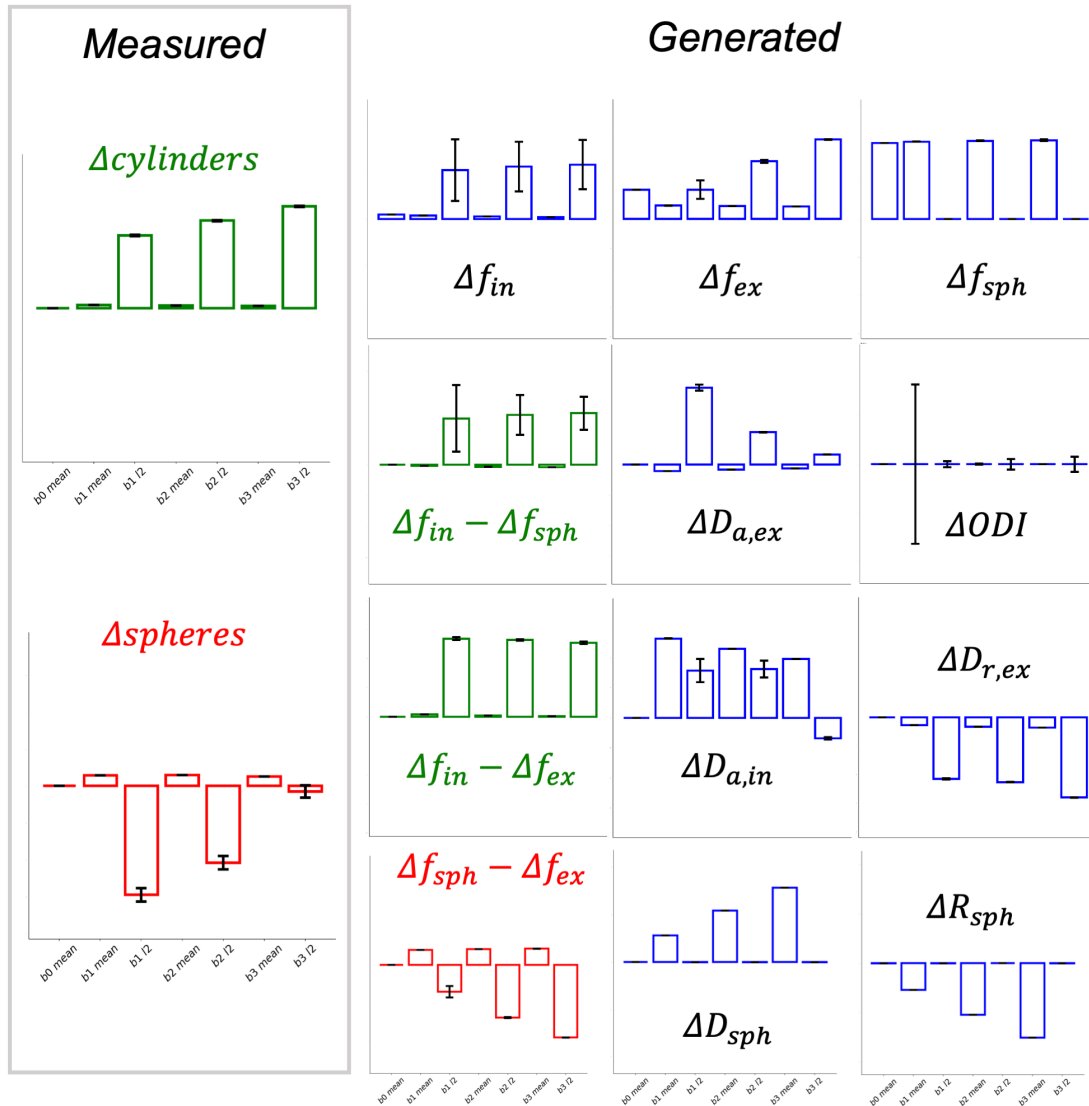 Measured
Generated
Δcylinders
b0 mean
b1 mean
b1 l2
b2 mean
b2 l2
b3 mean
b3 l2
Δspheres
b0 mean
b1 mean
b1 l2
b2 mean
b2 l2
b3 mean
b3 l2
Δf_in
Δf_ex
Δf_sph
Δf_in − Δf_sph
ΔD_a,ex
ΔODI
Δf_in − Δf_ex
ΔD_a,in
ΔD_r,ex
Δf_sph − Δf_ex
ΔD_sph
ΔR_sph
b0 mean
b1 mean
b1 l2
b2 mean
b2 l2
b3 mean
b3 l2
b0 mean
b1 mean
b1 l2
b2 mean
b2 l2
b3 mean
b3 l2
b0 mean
b1 mean
b1 l2
b2 mean
b2 l2
b3 mean
b3 l2